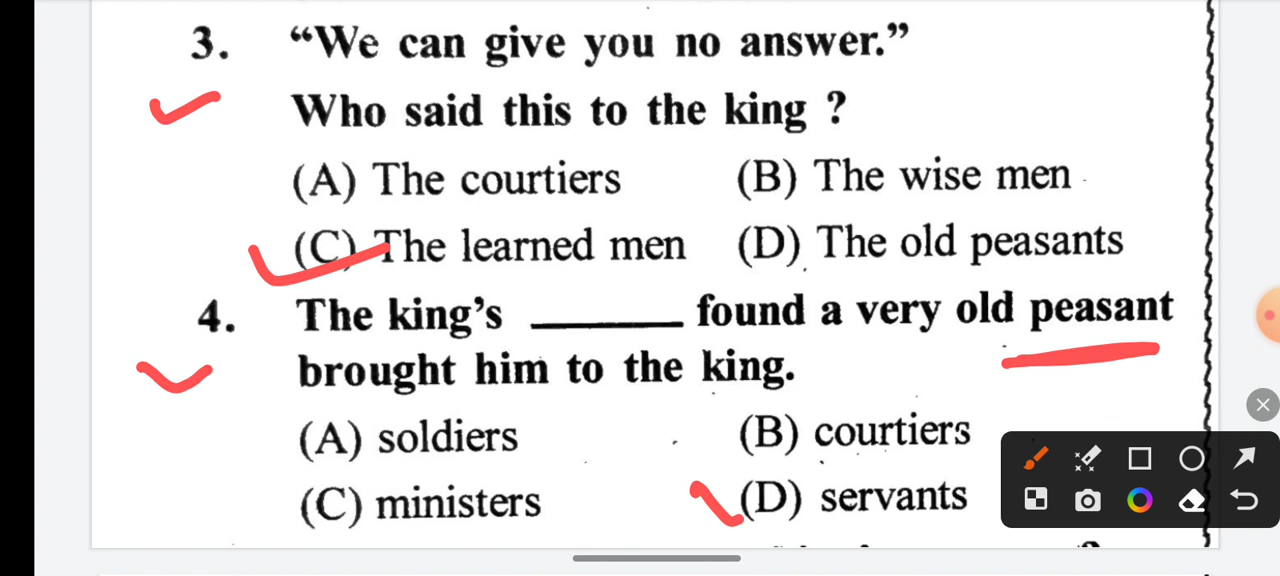 3. “We can give you no answer.”
Who said this to the king ?
(A) The courtiers (B) The wise men
(C) The learned men (D) The old peasants
4. The king’s ______ found a very old peasant
brought him to the king.
(A) soldiers (B) courtiers
(C) ministers (D) servants